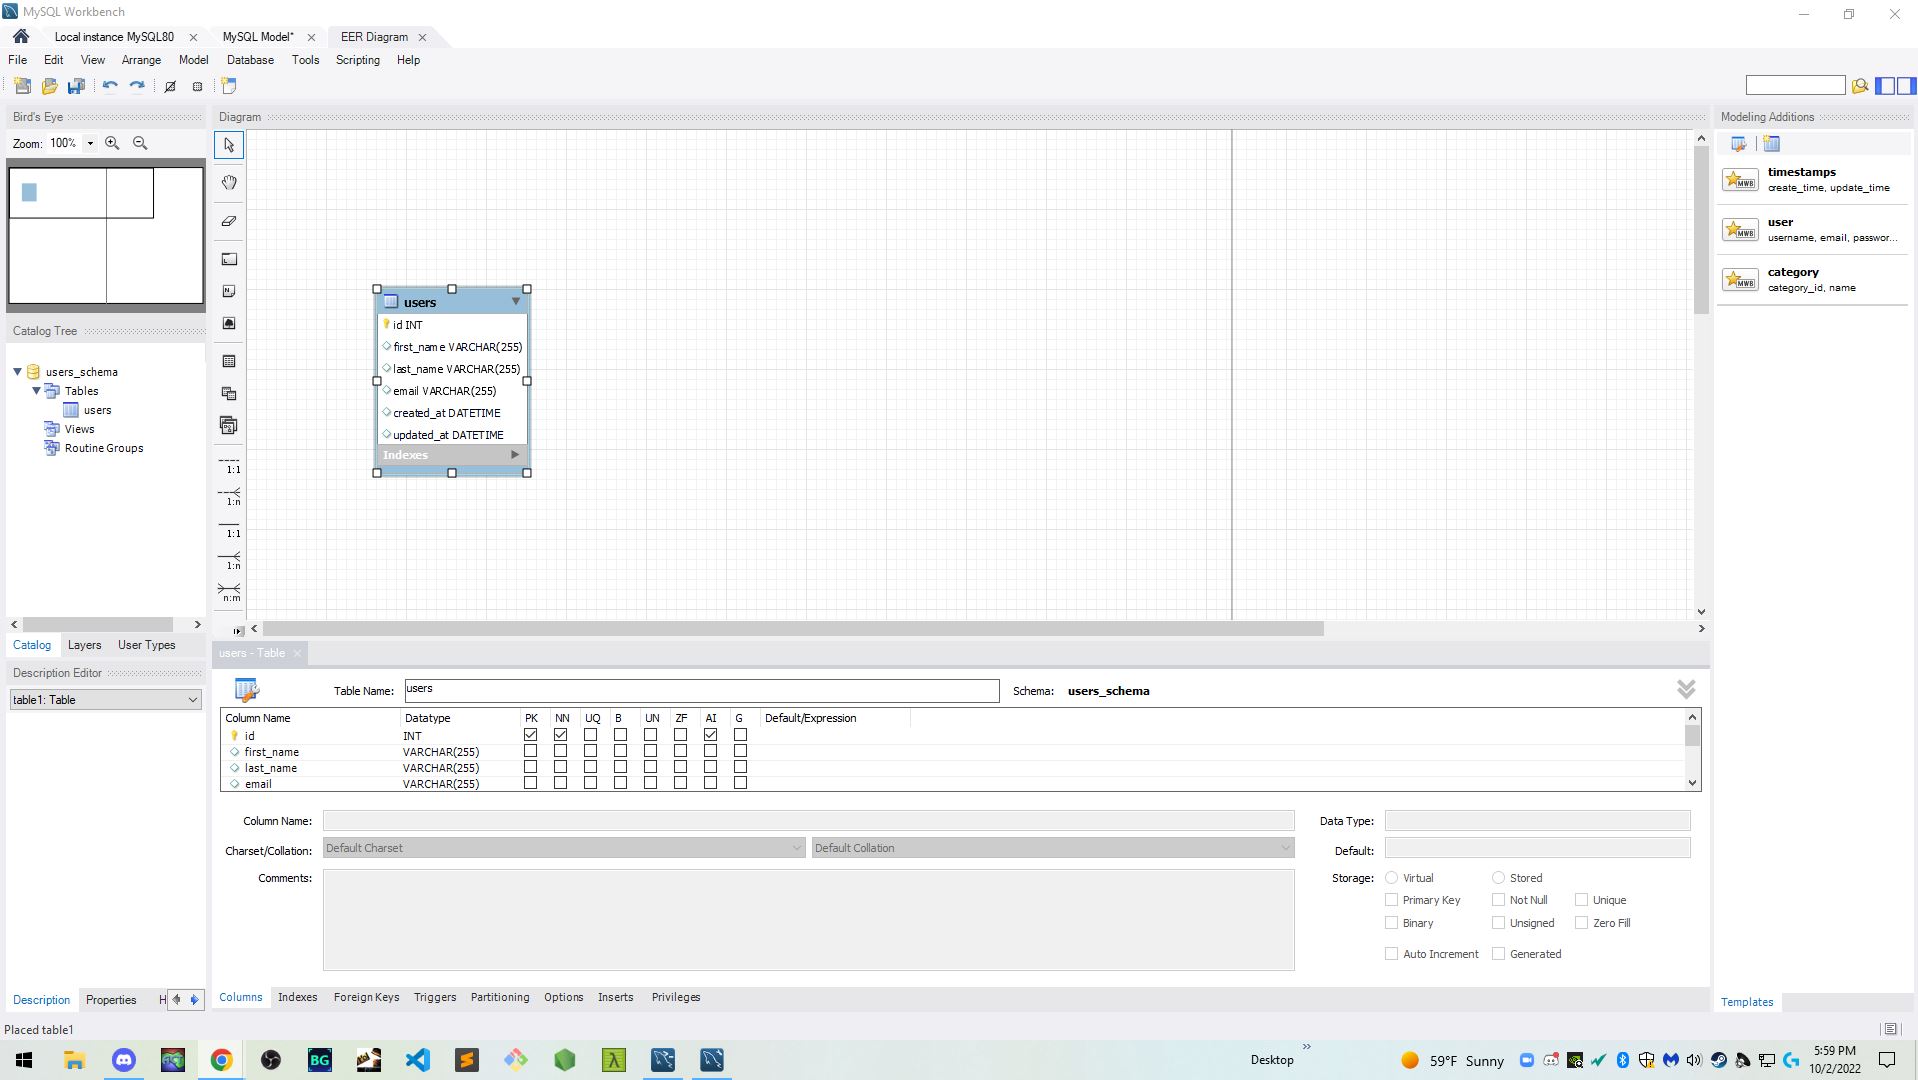 MySQL Workbench
Local instance MySQL80
MySQL Model*
EER Diagram
File Edit View Arrange Model Database Tools Scripting Help
Bird's Eye
Zoom: 100%
Diagram
Modeling Additions
timestamps
create_time, update_time
user
username, email, passwor...
category
category_id, name
MWB
MWB
MWB
Catalog Tree
users_schema
Tables
users
Views
Routine Groups
1:1
1:n
1:1
1:n
n:m
users
id INT
first_name VARCHAR(255)
last_name VARCHAR(255)
email VARCHAR(255)
created_at DATETIME
updated_at DATETIME
Indexes
Catalog Layers User Types
Description Editor
table1: Table
users - Table
Table Name: users Schema: users_schema
Column Name Datatype PK NN UQ B UN ZF AI G Default/Expression
id INT
first_name VARCHAR(255)
last_name VARCHAR(255)
email VARCHAR(255)
Column Name: Data Type:
Charset/Collation: Default Charset Default Collation Default:
Comments: Storage: Virtual Stored
Primary Key Not Null Unique
Binary Unsigned Zero Fill
Auto Increment Generated
Description Properties H
Columns Indexes Foreign Keys Triggers Partitioning Options Inserts Privileges
Templates
Placed table1
BG
Desktop
59°F Sunny
5:59 PM
10/2/2022